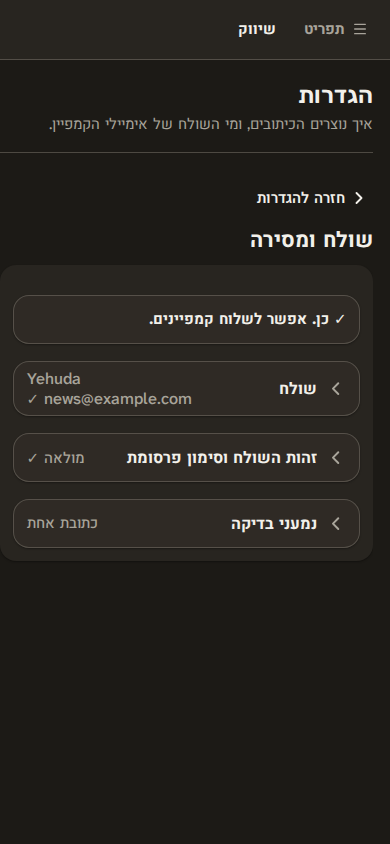 תפריט
שיווק
הגדרות
איך נוצרים הכיתובים, ומי השולח של אימיילי הקמפיין.
חזרה להגדרות
שולח ומסירה
✓ כן. אפשר לשלוח קמפיינים.
שולח
Yehuda
✓ news@example.com
זהות השולח וסימון פרסומת
מולאה ✓
נמעני בדיקה
כתובת אחת